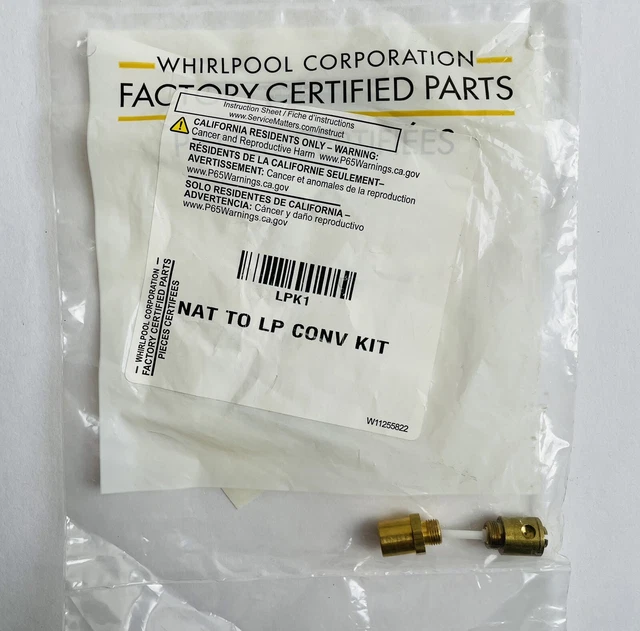 WHIRLPOOL CORPORATION
FACTORY CERTIFIED PARTS
Instruction Sheet / Fiche d'instructions
www.ServiceMatters.com/instruct
CALIFORNIA RESIDENTS ONLY – WARNING:
Cancer and Reproductive Harm www.P65Warnings.ca.gov
RÉSIDENTS DE LA CALIFORNIE SEULEMENT–
AVERTISSEMENT: Cancer et anomales de la reproduction
www.P65Warnings.ca.gov
SOLO RESIDENTES DE CALIFORNIA –
ADVERTENCIA: Cáncer y daño reproductivo
www.P65Warnings.ca.gov
LPK1
NAT TO LP CONV KIT
– WHIRLPOOL CORPORATION –
FACTORY CERTIFIED PARTS
PIECES CERTIFEES
W11255822